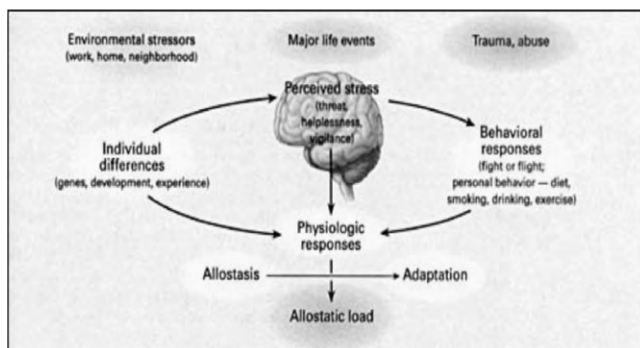 Environmental stressors
(work, home, neighborhood)
Major life events
Trauma, abuse
Perceived stress
(threat,
helplessness,
vigilance)
Individual
differences
(genes, development, experience)
Behavioral
responses
(fight or flight;
personal behavior — diet,
smoking, drinking, exercise)
Physiologic
responses
Allostasis
Adaptation
Allostatic load